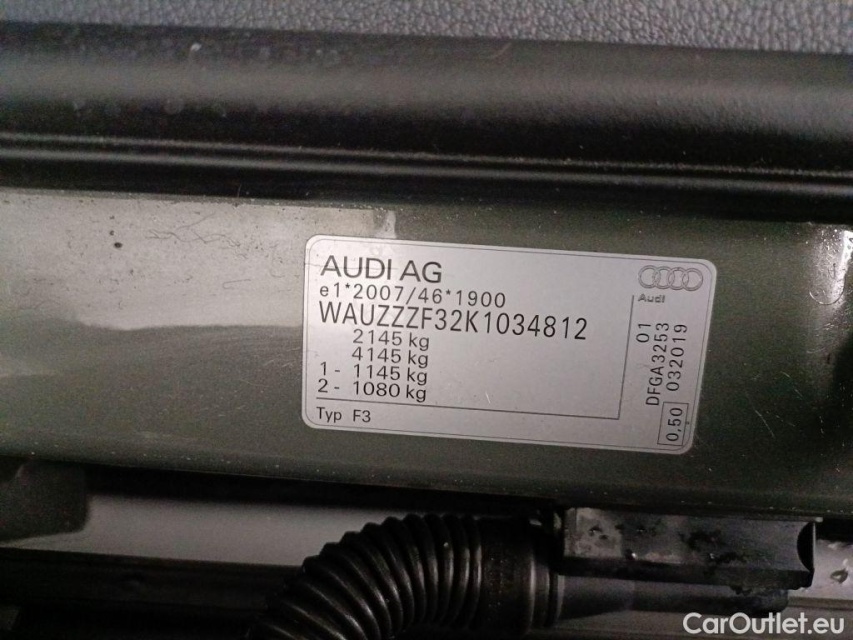 AUDI AG
e1*2007/46*1900
WAUZZZF32K1034812
2145 kg
4145 kg
1 - 1145 kg
2 - 1080 kg
Typ F3
Audi
01
DFGA3253
032019
0,50
CarOutlet.eu